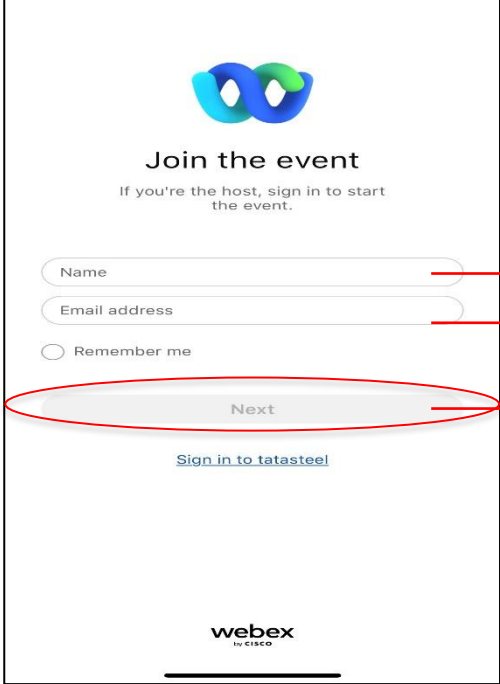 Join the event
If you're the host, sign in to start
the event.
Name
Email address
Remember me
Next
Sign in to tatasteel
webex
by CISCO